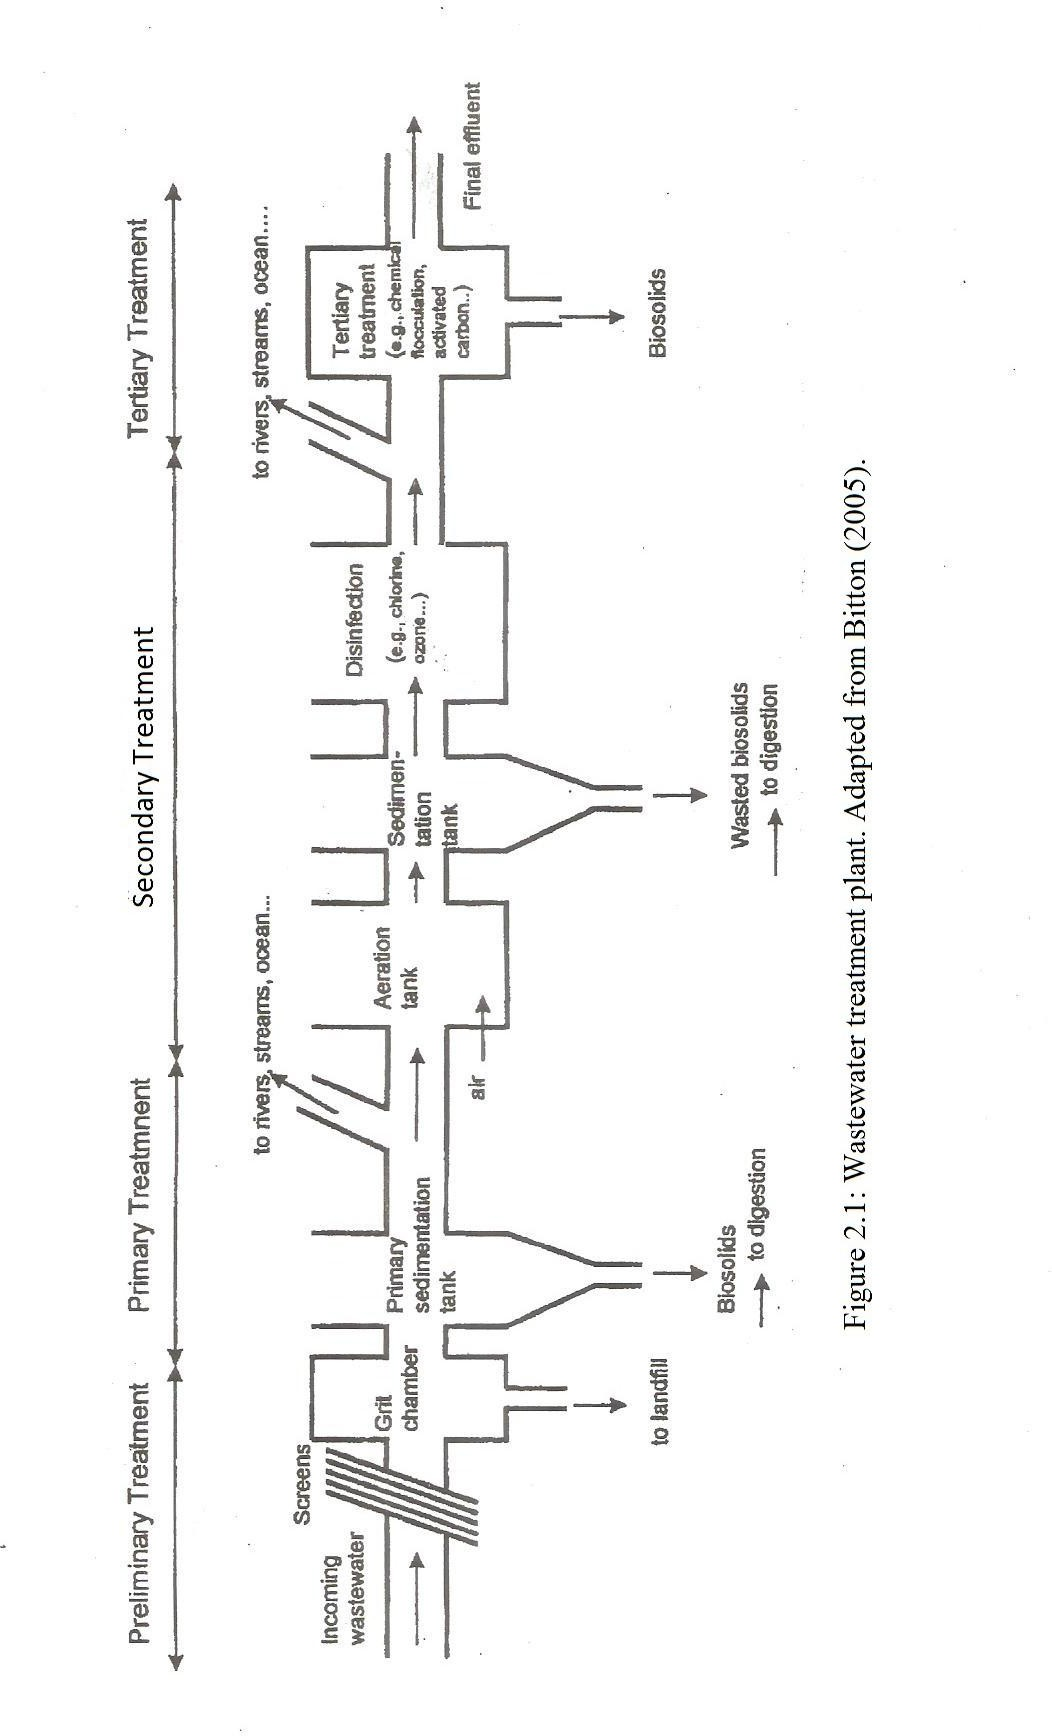 Preliminary Treatment
Primary Treatmnent
Secondary Treatment
Tertiary Treatment
to rivers, streams, ocean...
to rivers, streams, ocean....
Incoming
wastewater
Screens
Grit
chamber
Primary
sedimentation
tank
air
Aeration
tank
Sedimen-
tation
tank
Disinfection
(e.g., chlorine,
ozone...)
Tertiary
treatment
(e.g., chemical
flocculation,
activated
carbon..)
Final effluent
to landfill
Biosolids
to digestion
Wasted biosolids
to digestion
Biosolids
Figure 2.1: Wastewater treatment plant. Adapted from Bitton (2005).